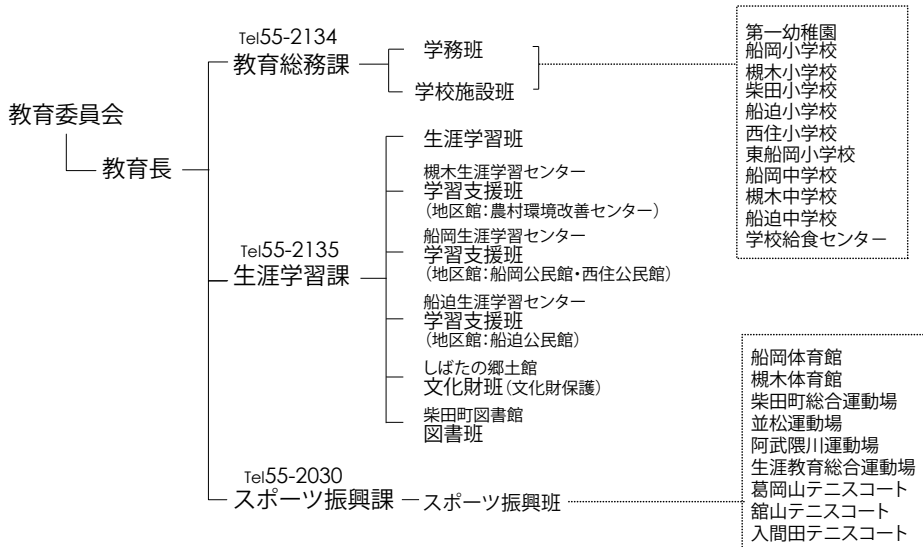 教育委員会
教育長
Tel55-2134
教育総務課
学務班
学校施設班
第一幼稚園
船岡小学校
槻木小学校
柴田小学校
船迫小学校
西住小学校
東船岡小学校
船岡中学校
槻木中学校
船迫中学校
学校給食センター
Tel55-2135
生涯学習課
生涯学習班
槻木生涯学習センター
学習支援班
（地区館：農村環境改善センター）
船岡生涯学習センター
学習支援班
（地区館：船岡公民館・西住公民館）
船迫生涯学習センター
学習支援班
（地区館：船迫公民館）
しばたの郷土館
文化財班（文化財保護）
柴田町図書館
図書班
Tel55-2030
スポーツ振興課
スポーツ振興班
船岡体育館
槻木体育館
柴田町総合運動場
並松運動場
阿武隈川運動場
生涯教育総合運動場
葛岡山テニスコート
舘山テニスコート
入間田テニスコート